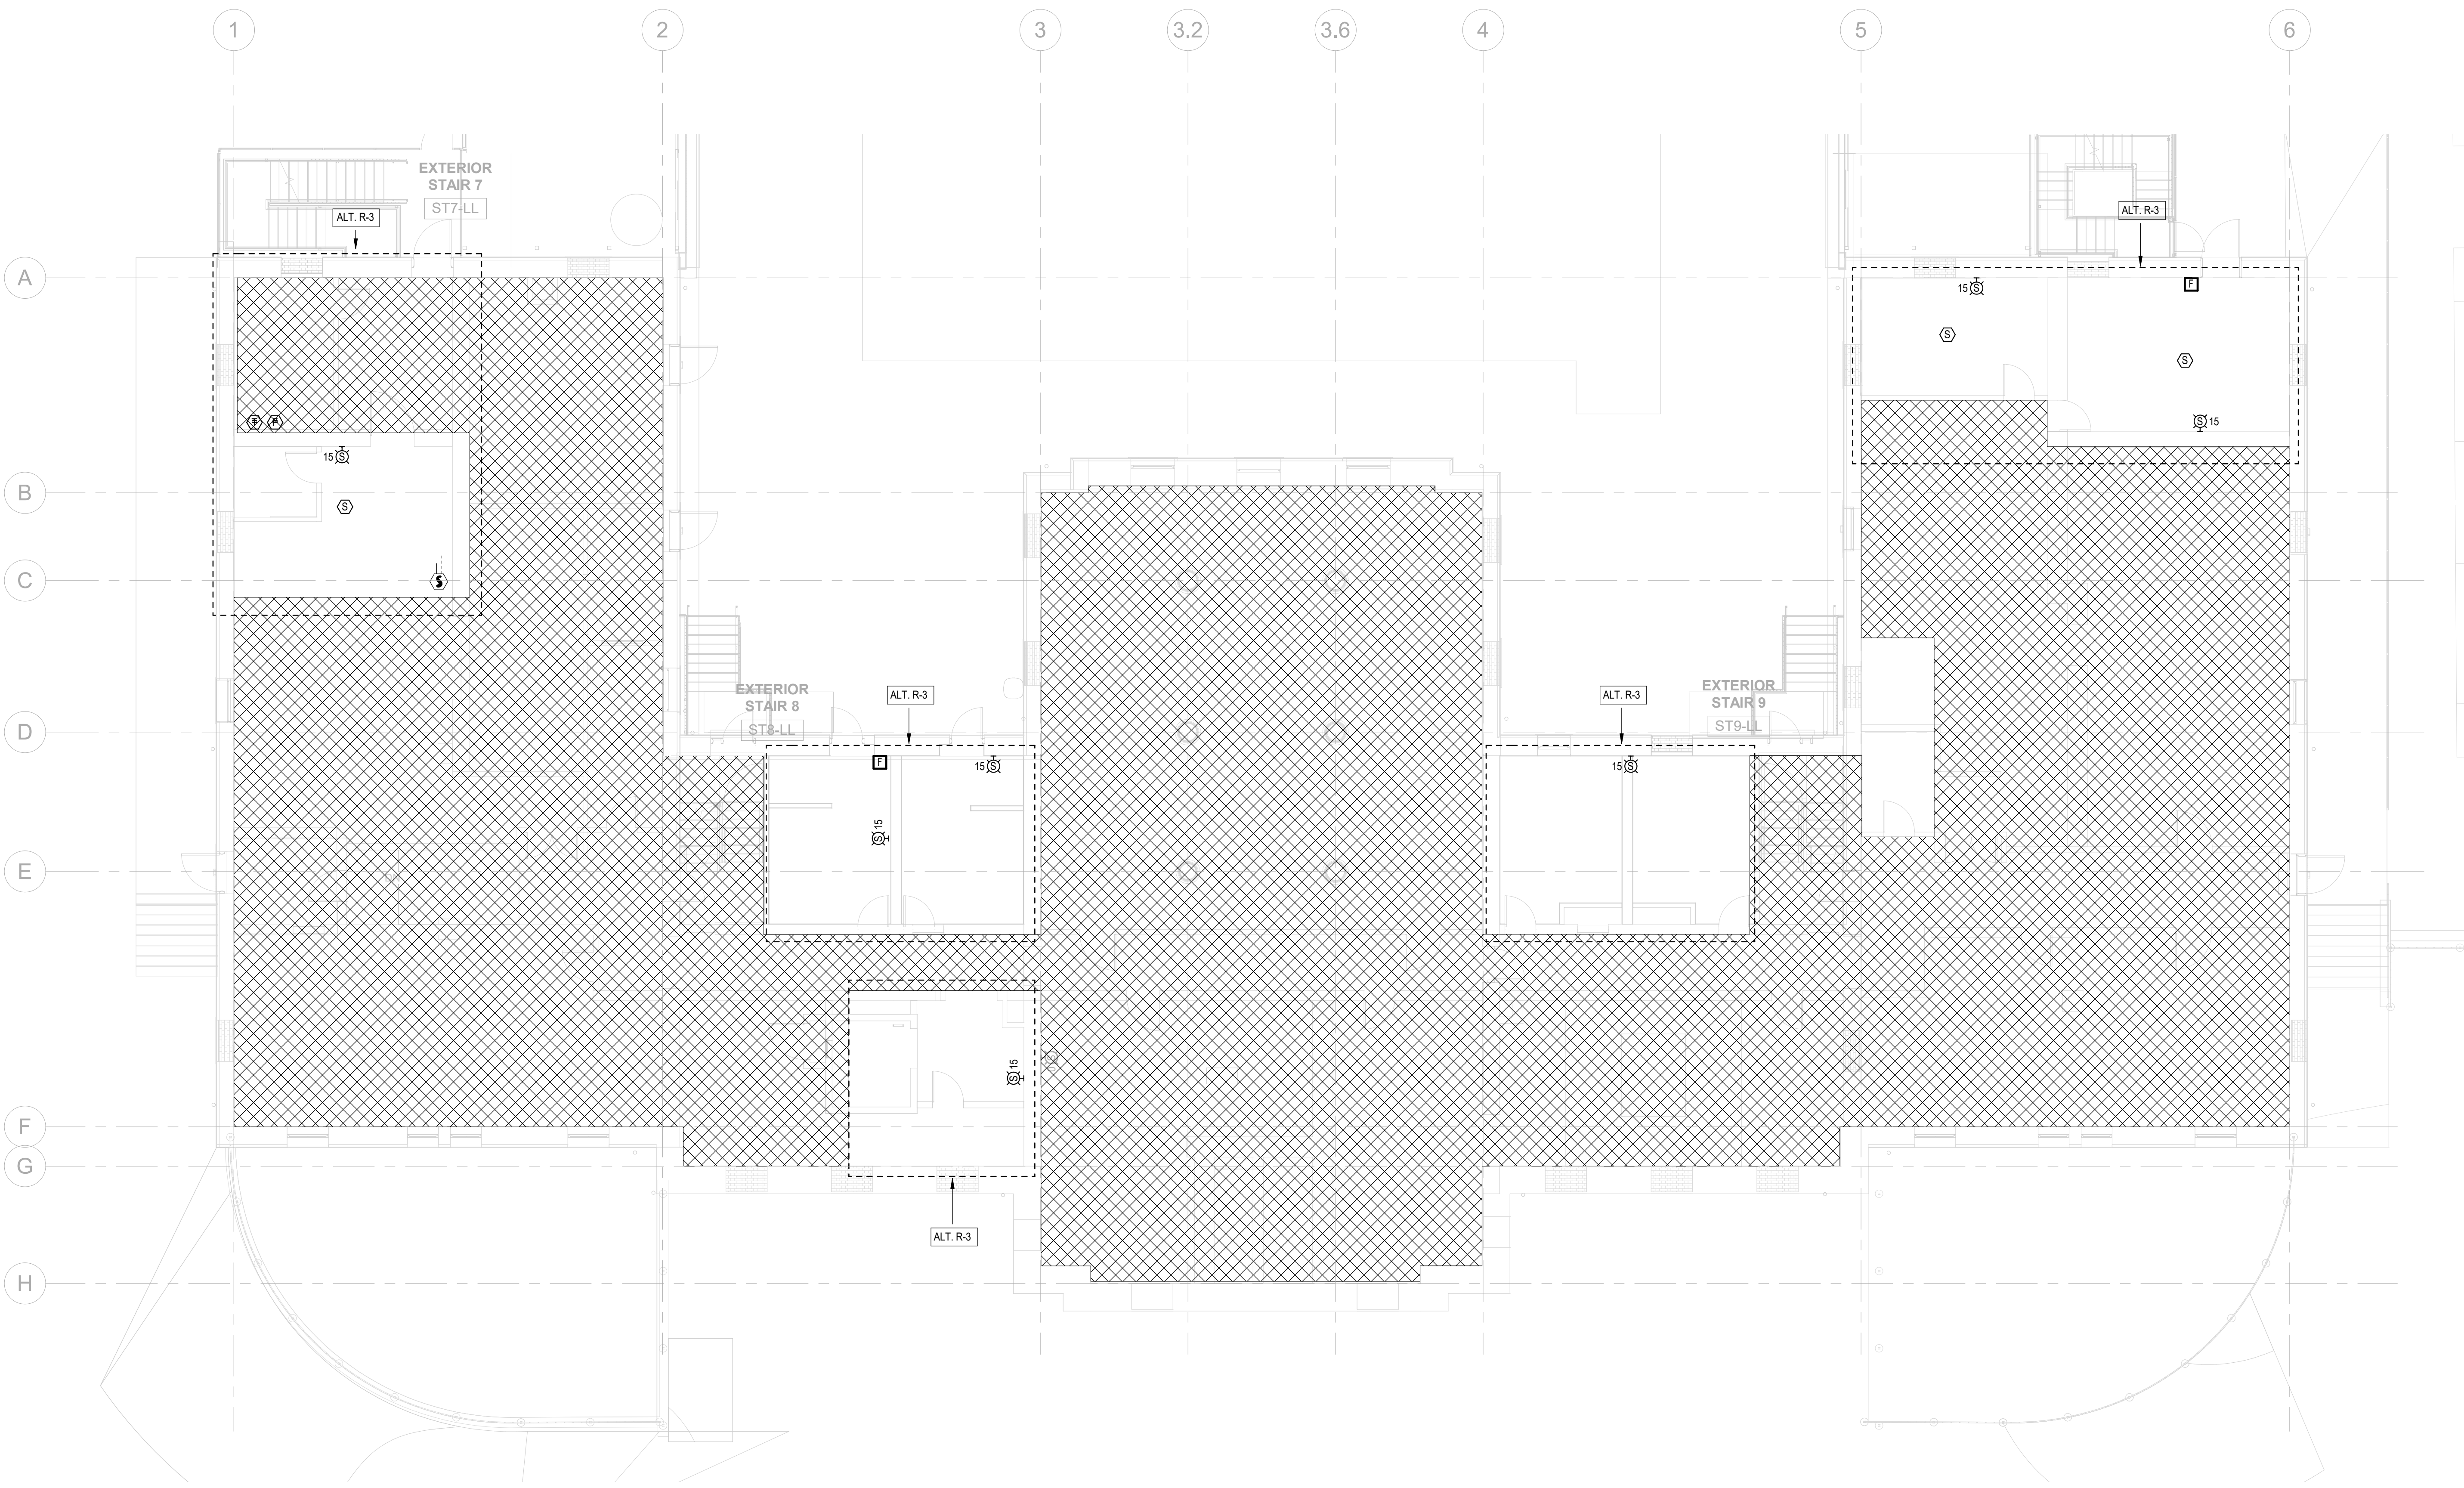 1
2
3
3.2
3.6
4
5
6
EXTERIOR
STAIR 7
ST7-LL
ALT. R-3
ALT. R-3
A
F
15 S
S
S
S 15
T
F
15 S
B
S
C
S
EXTERIOR
STAIR 8
ST8-LL
ALT. R-3
ALT. R-3
EXTERIOR
STAIR 9
ST9-LL
D
F
15 S
15 S
S 15
E
S 15
F
G
ALT. R-3
H